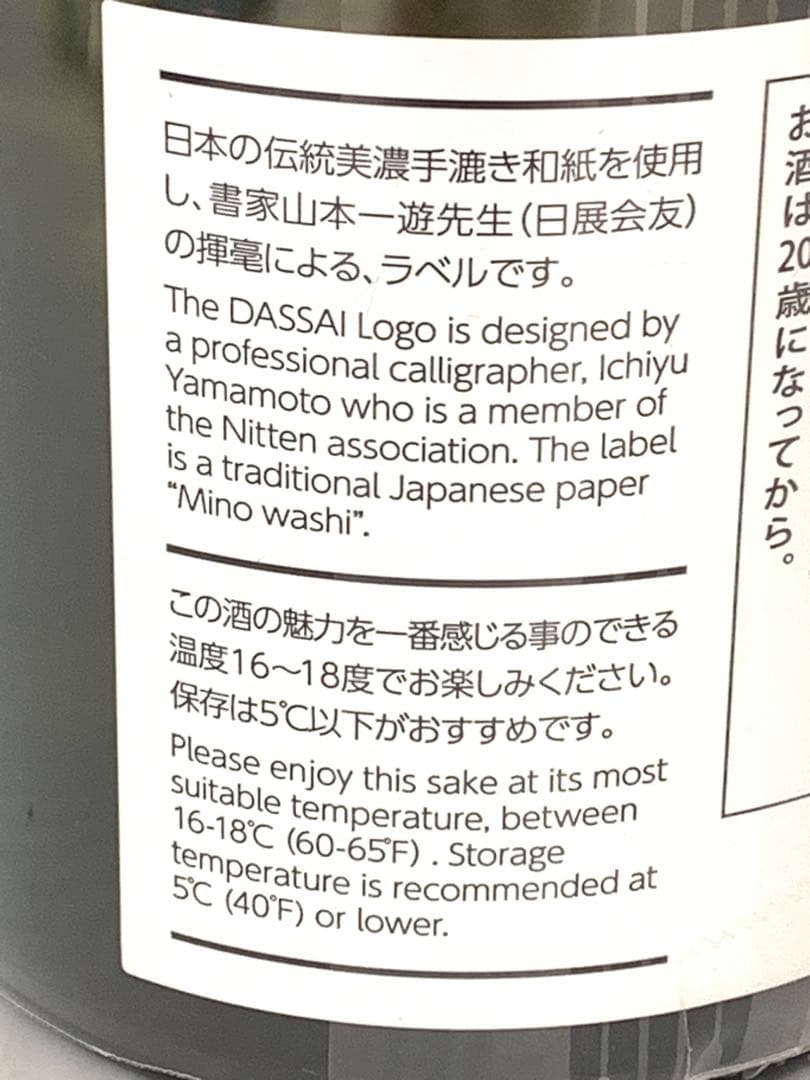 日本の伝統美濃手漉き和紙を使用
し、書家山本一遊先生(日展会友)
の揮毫による、ラベルです。
The DASSAI Logo is designed by
a professional calligrapher, Ichiyu
Yamamoto who is a member of
the Nitten association. The label
is a traditional Japanese paper
“Mino washi”.
この酒の魅力を一番感じる事のできる
温度16〜18度でお楽しみください。
保存は5℃以下がおすすめです。
Please enjoy this sake at its most
suitable temperature, between
16-18℃ (60-65℉) . Storage
temperature is recommended at
5℃ (40℉) or lower.
お酒は20歳になってから。